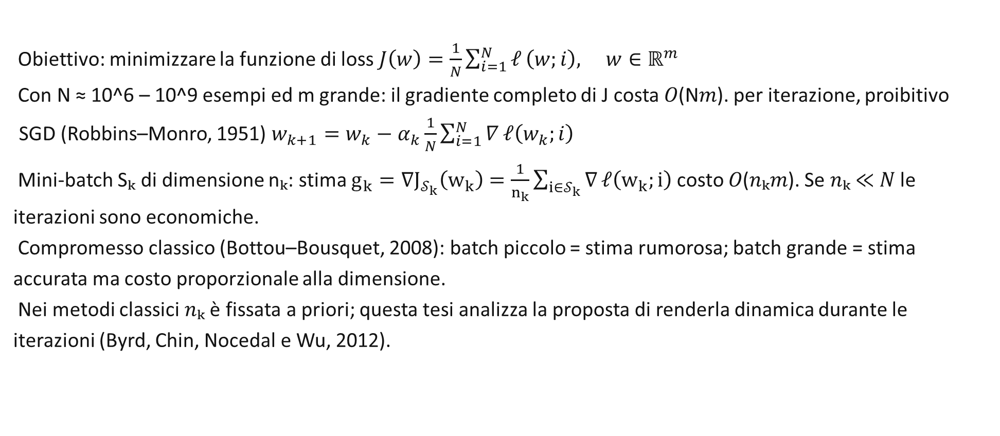 Obiettivo: minimizzare la funzione di loss $J(w) = \frac{1}{N} \sum_{i=1}^{N} \ell\,(w; i), \quad w \in \mathbb{R}^m$
Con N ≈ 10^6 – 10^9 esempi ed m grande: il gradiente completo di J costa $O$(N$m$). per iterazione, proibitivo
SGD (Robbins–Monro, 1951) $w_{k+1} = w_k - \alpha_k \frac{1}{N} \sum_{i=1}^{N} \nabla\, \ell(w_k; i)$
Mini-batch S<sub>k</sub> di dimensione n<sub>k</sub>: stima $\mathrm{g_k} = \nabla \mathrm{J}_{\mathcal{S}_\mathrm{k}}(\mathrm{w_k}) = \frac{1}{\mathrm{n_k}} \sum_{\mathrm{i} \in \mathcal{S}_\mathrm{k}} \nabla\, \ell(\mathrm{w_k}; \mathrm{i})$ costo $O(n_\mathrm{k} m)$. Se $n_\mathrm{k} \ll N$ le
iterazioni sono economiche.
Compromesso classico (Bottou–Bousquet, 2008): batch piccolo = stima rumorosa; batch grande = stima
accurata ma costo proporzionale alla dimensione.
Nei metodi classici $n_\mathrm{k}$ è fissata a priori; questa tesi analizza la proposta di renderla dinamica durante le
iterazioni (Byrd, Chin, Nocedal e Wu, 2012).